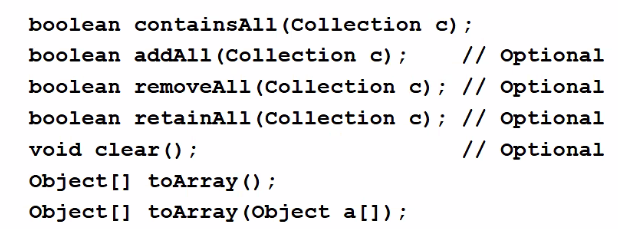 boolean containsAll(Collection c);
boolean addAll(Collection c);    // Optional
boolean removeAll(Collection c); // Optional
boolean retainAll(Collection c); // Optional
void clear();                    // Optional
Object[] toArray();
Object[] toArray(Object a[]);